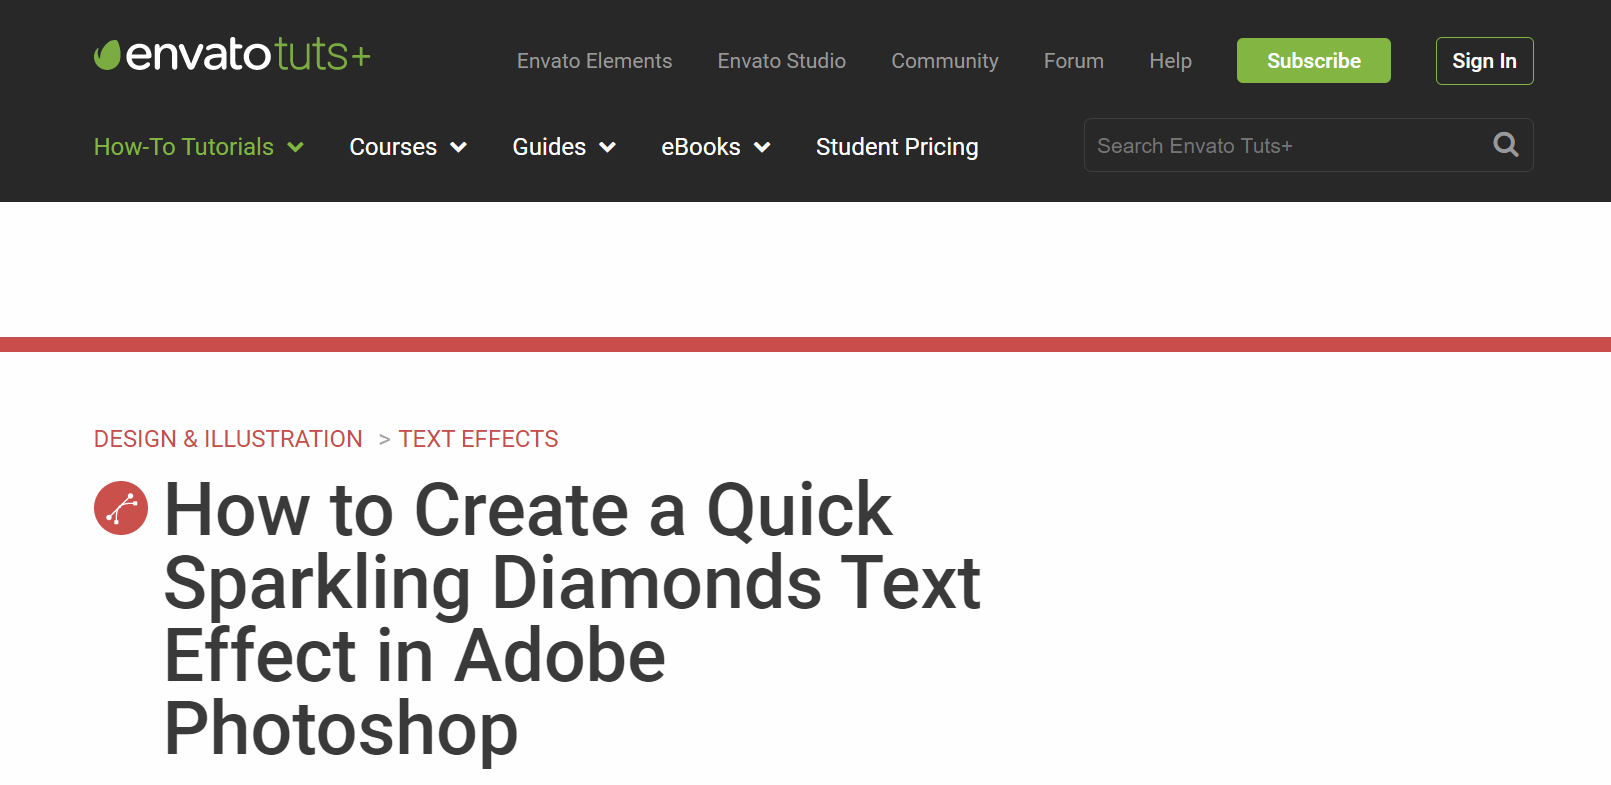 envatotuts+
Envato Elements Envato Studio Community Forum Help Subscribe Sign In
How-To Tutorials Courses Guides eBooks Student Pricing Search Envato Tuts+
DESIGN & ILLUSTRATION > TEXT EFFECTS
How to Create a Quick
Sparkling Diamonds Text
Effect in Adobe
Photoshop